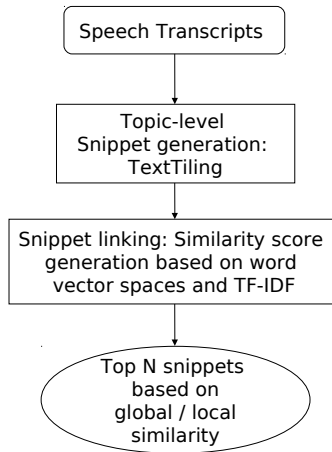 Speech Transcripts
Topic-level
Snippet generation:
TextTiling
Snippet linking: Similarity score
generation based on word
vector spaces and TF-IDF
Top N snippets
based on
global / local
similarity